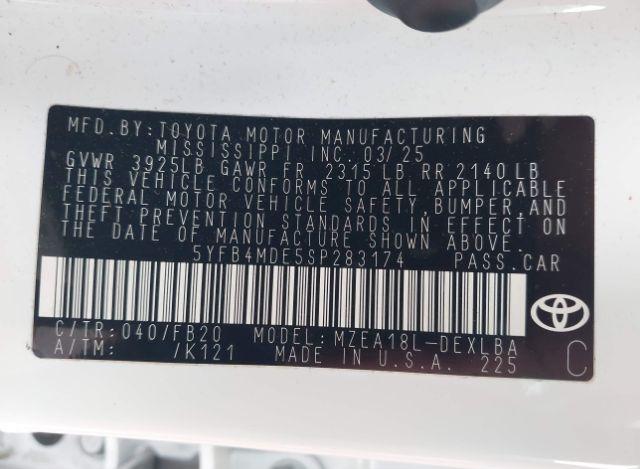 MFD.BY:TOYOTA MOTOR MANUFACTURING
MISSISSIPPI, INC. 03/25
GVWR 3925LB GAWR FR 2315 LB RR 2140 LB
THIS VEHICLE CONFORMS TO ALL APPLICABLE
FEDERAL MOTOR VEHICLE SAFETY, BUMPER, AND
THEFT PREVENTION STANDARDS IN EFFECT ON
THE DATE OF MANUFACTURE SHOWN ABOVE.
5YFB4MDE5SP283174 PASS.CAR
C/TR:040/FB20 MODEL:MZEA18L-DEXLBA
A/TM: /K121 MADE IN U.S.A. 225
C